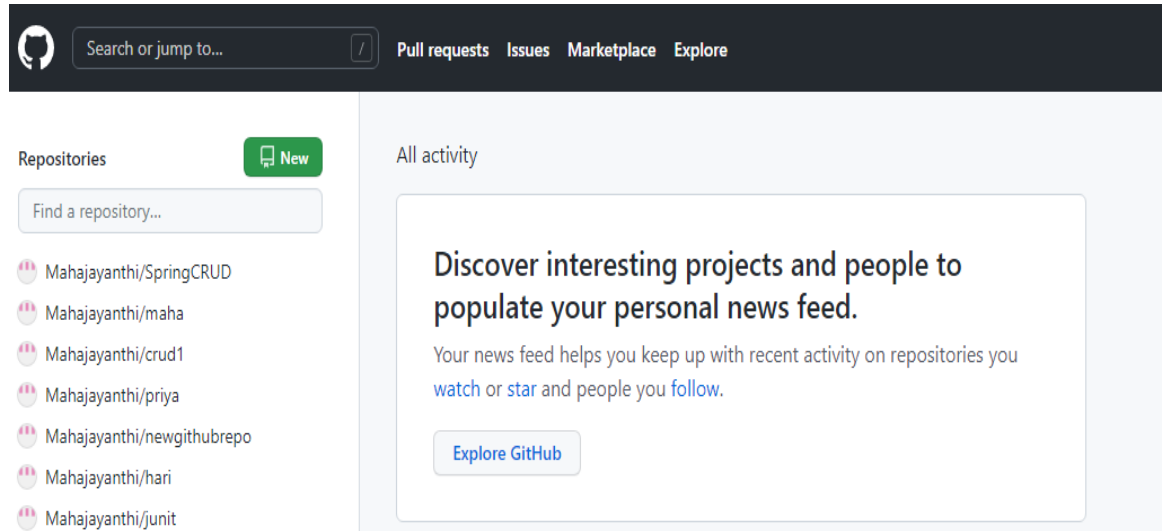 Search or jump to... /
Pull requests Issues Marketplace Explore
Repositories
New
Find a repository...
Mahajayanthi/SpringCRUD
Mahajayanthi/maha
Mahajayanthi/crud1
Mahajayanthi/priya
Mahajayanthi/newgithubrepo
Mahajayanthi/hari
Mahajayanthi/junit
All activity
Discover interesting projects and people to
populate your personal news feed.
Your news feed helps you keep up with recent activity on repositories you
watch or star and people you follow.
Explore GitHub